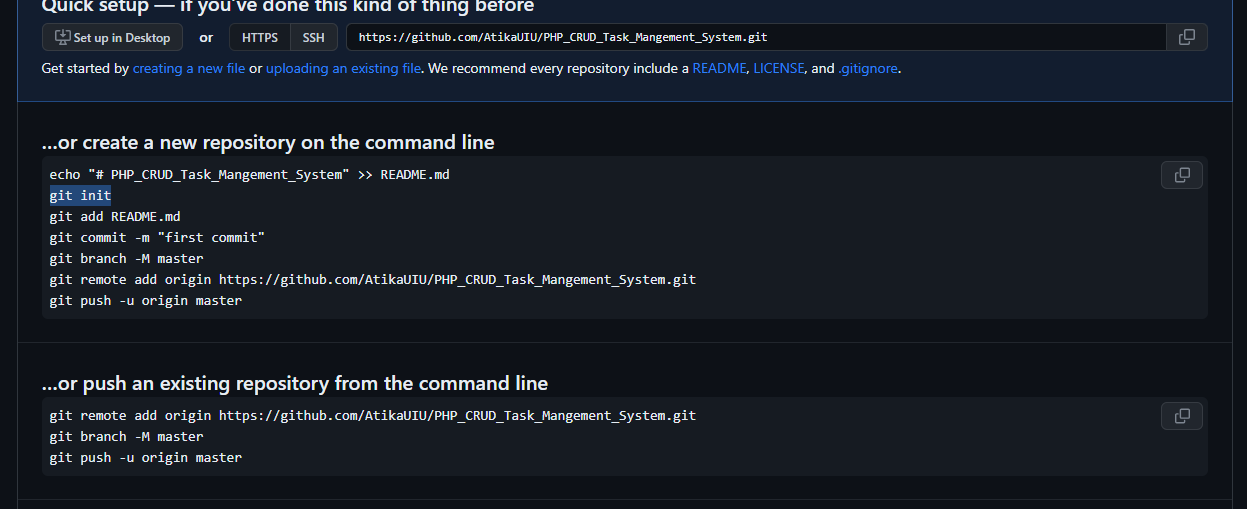 Quick setup — if you've done this kind of thing before
Set up in Desktop or HTTPS SSH https://github.com/AtikaUIU/PHP_CRUD_Task_Mangement_System.git
Get started by creating a new file or uploading an existing file. We recommend every repository include a README, LICENSE, and .gitignore.
...or create a new repository on the command line
echo "# PHP_CRUD_Task_Mangement_System" >> README.md
git init
git add README.md
git commit -m "first commit"
git branch -M master
git remote add origin https://github.com/AtikaUIU/PHP_CRUD_Task_Mangement_System.git
git push -u origin master
...or push an existing repository from the command line
git remote add origin https://github.com/AtikaUIU/PHP_CRUD_Task_Mangement_System.git
git branch -M master
git push -u origin master